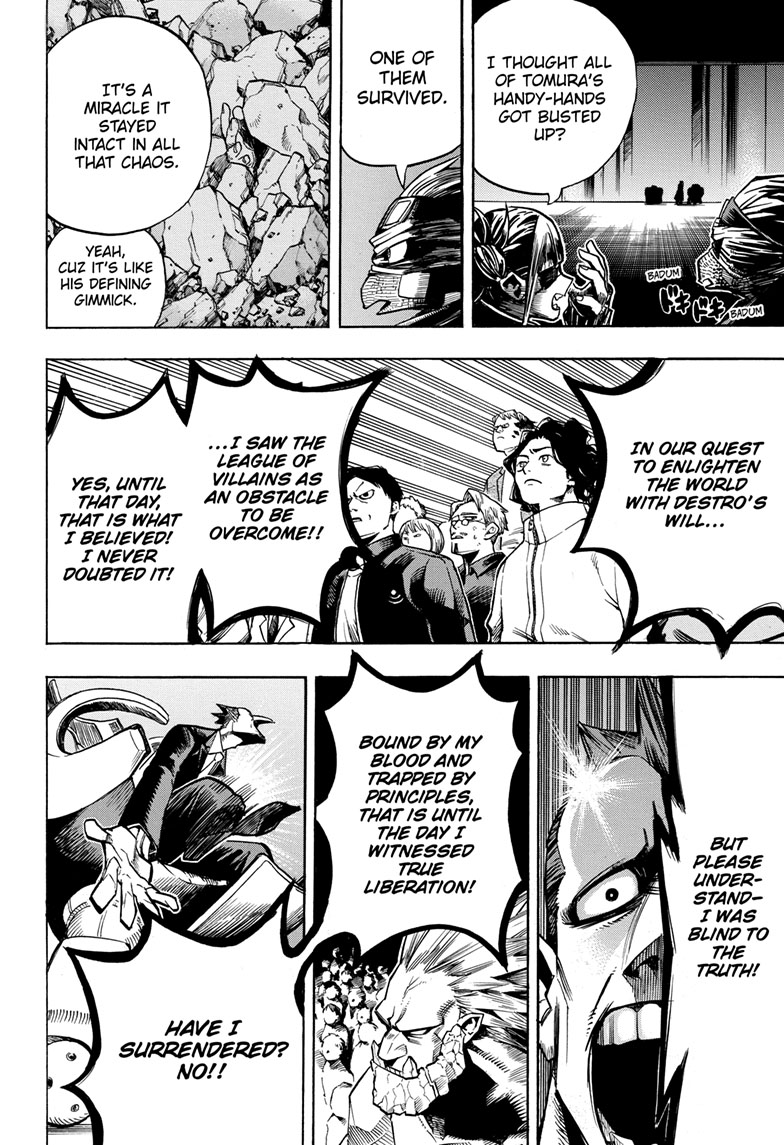 I THOUGHT ALL
OF TOMURA'S
HANDY-HANDS
GOT BUSTED
UP?
BADUM
ドキ
ドキ
BADUM
ONE OF
THEM
SURVIVED.
IT'S A
MIRACLE IT
STAYED
INTACT IN ALL
THAT CHAOS.
YEAH,
CUZ IT'S LIKE
HIS DEFINING
GIMMICK.
IN OUR QUEST
TO ENLIGHTEN
THE WORLD
WITH DESTRO'S
WILL...
...I SAW THE
LEAGUE OF
VILLAINS AS
AN OBSTACLE
TO BE
OVERCOME!!
YES, UNTIL
THAT DAY,
THAT IS WHAT
I BELIEVED!
I NEVER
DOUBTED IT!
BUT
PLEASE
UNDER-
STAND—
I WAS
BLIND TO
THE
TRUTH!
BOUND BY MY
BLOOD AND
TRAPPED BY
PRINCIPLES,
THAT IS UNTIL
THE DAY I
WITNESSED
TRUE
LIBERATION!
HAVE I
SURRENDERED?
NO!!